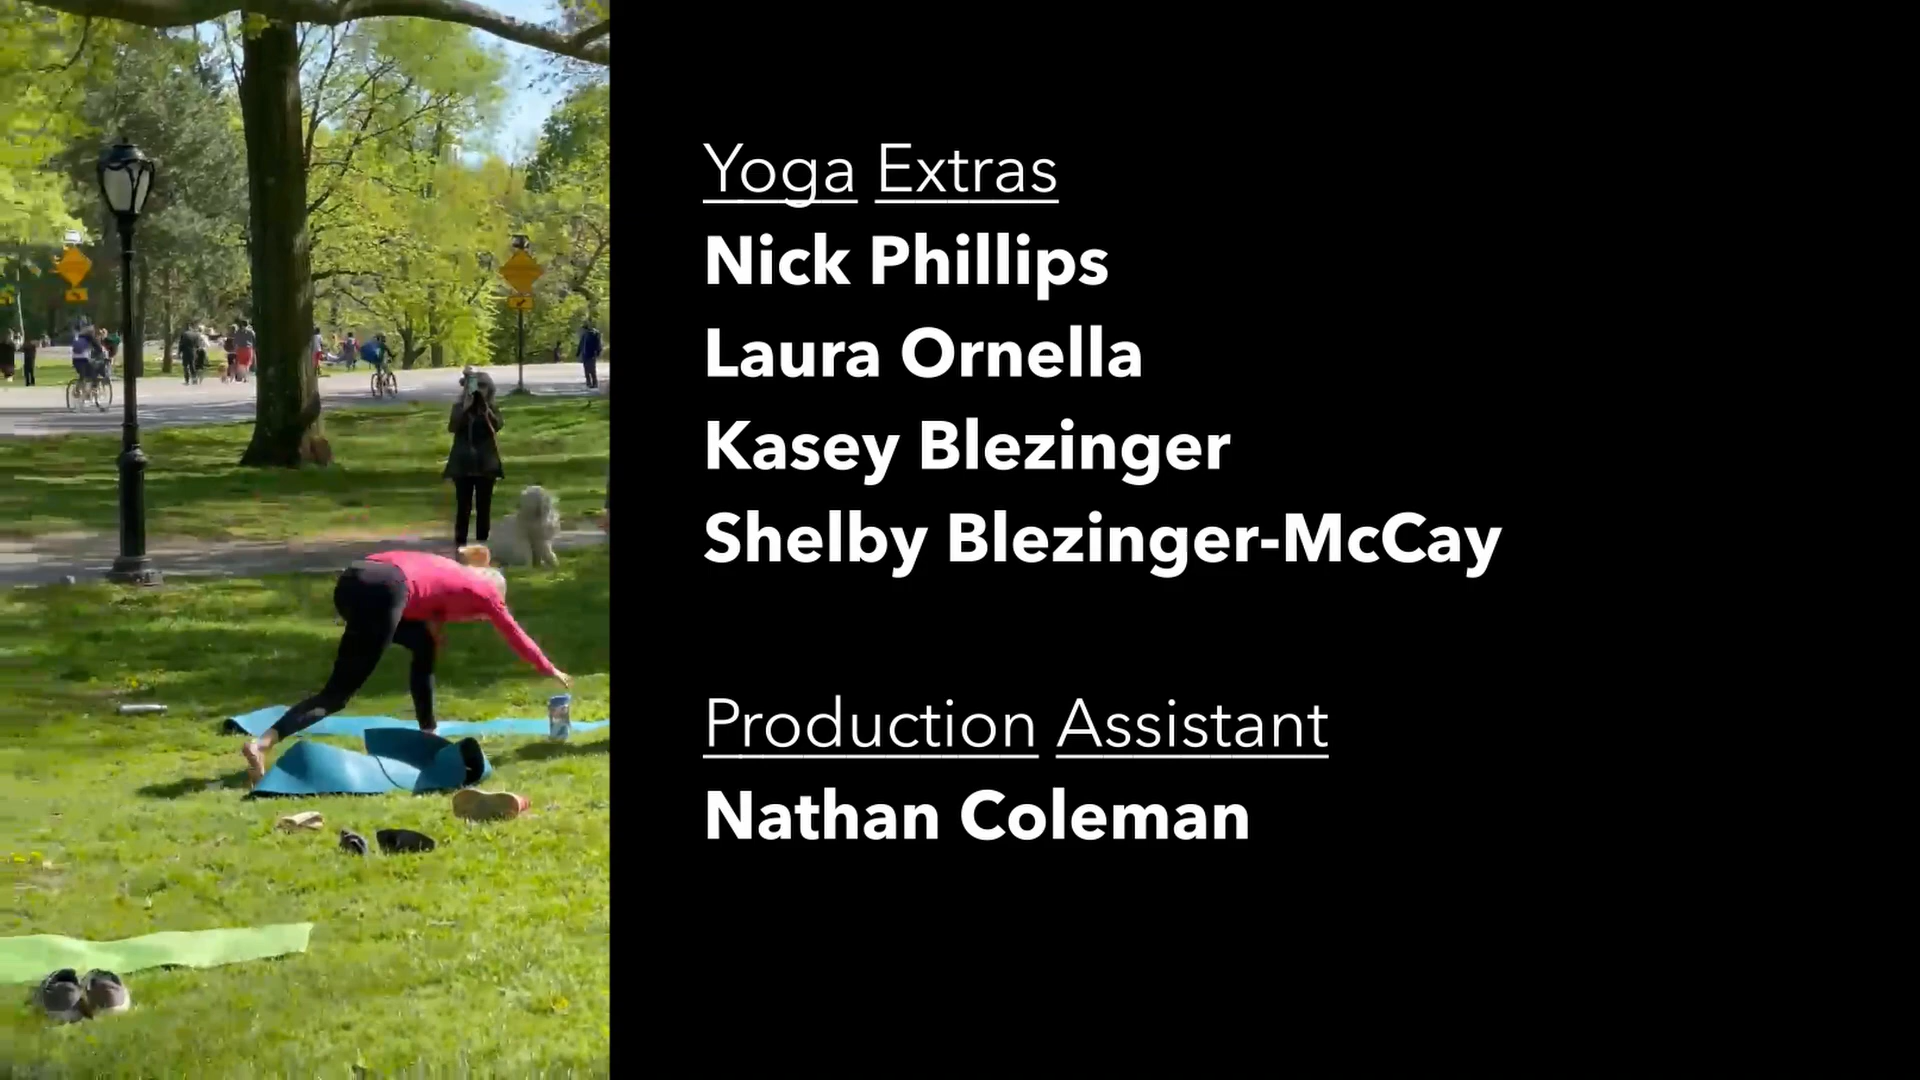 Yoga Extras
Nick Phillips
Laura Ornella
Kasey Blezinger
Shelby Blezinger-McCay
Production Assistant
Nathan Coleman